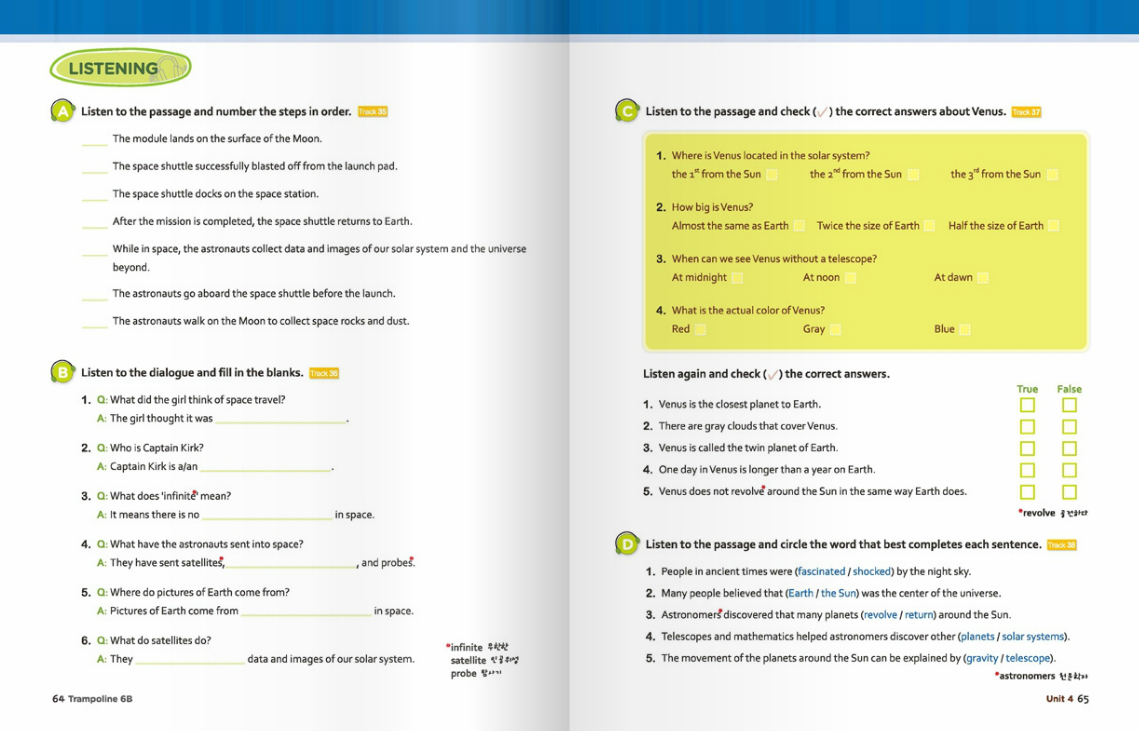 LISTENING
A Listen to the passage and number the steps in order. Track 35
The module lands on the surface of the Moon.
The space shuttle successfully blasted off from the launch pad.
The space shuttle docks on the space station.
After the mission is completed, the space shuttle returns to Earth.
While in space, the astronauts collect data and images of our solar system and the universe
beyond.
The astronauts go aboard the space shuttle before the launch.
The astronauts walk on the Moon to collect space rocks and dust.
B Listen to the dialogue and fill in the blanks. Track 36
1. Q: What did the girl think of space travel?
A: The girl thought it was ____.
2. Q: Who is Captain Kirk?
A: Captain Kirk is a/an ____.
3. Q: What does 'infinite' mean?
A: It means there is no ____ in space.
4. Q: What have the astronauts sent into space?
A: They have sent satellites, ____, and probes.
5. Q: Where do pictures of Earth come from?
A: Pictures of Earth come from ____ in space.
6. Q: What do satellites do?
A: They ____ data and images of our solar system.
*infinite 무한한
satellite 인공위성
probe 탐사기
64 Trampoline 6B
C Listen to the passage and check (✓) the correct answers about Venus. Track 37
1. Where is Venus located in the solar system?
the 1st from the Sun the 2nd from the Sun the 3rd from the Sun
2. How big is Venus?
Almost the same as Earth Twice the size of Earth Half the size of Earth
3. When can we see Venus without a telescope?
At midnight At noon At dawn
4. What is the actual color of Venus?
Red Gray Blue
Listen again and check (✓) the correct answers.
True False
1. Venus is the closest planet to Earth.
2. There are gray clouds that cover Venus.
3. Venus is called the twin planet of Earth.
4. One day in Venus is longer than a year on Earth.
5. Venus does not revolve* around the Sun in the same way Earth does.
*revolve 공전하다
D Listen to the passage and circle the word that best completes each sentence. Track 38
1. People in ancient times were (fascinated / shocked) by the night sky.
2. Many people believed that (Earth / the Sun) was the center of the universe.
3. Astronomers* discovered that many planets (revolve / return) around the Sun.
4. Telescopes and mathematics helped astronomers discover other (planets / solar systems).
5. The movement of the planets around the Sun can be explained by (gravity / telescope).
*astronomers 천문학자
Unit 4 65